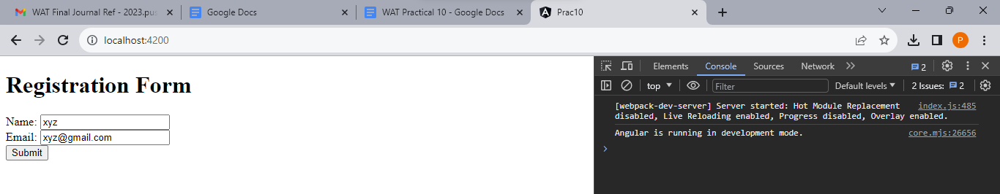 WAT Final Journal Ref - 2023.pus
Google Docs
WAT Practical 10 - Google Docs
Prac10
localhost:4200
P
Registration Form
Name: xyz
Email: xyz@gmail.com
Submit
Elements Console Sources Network 2
top Filter Default levels 2 Issues: 2
[webpack-dev-server] Server started: Hot Module Replacement index.js:485
disabled, Live Reloading enabled, Progress disabled, Overlay enabled.
Angular is running in development mode. core.mjs:26656